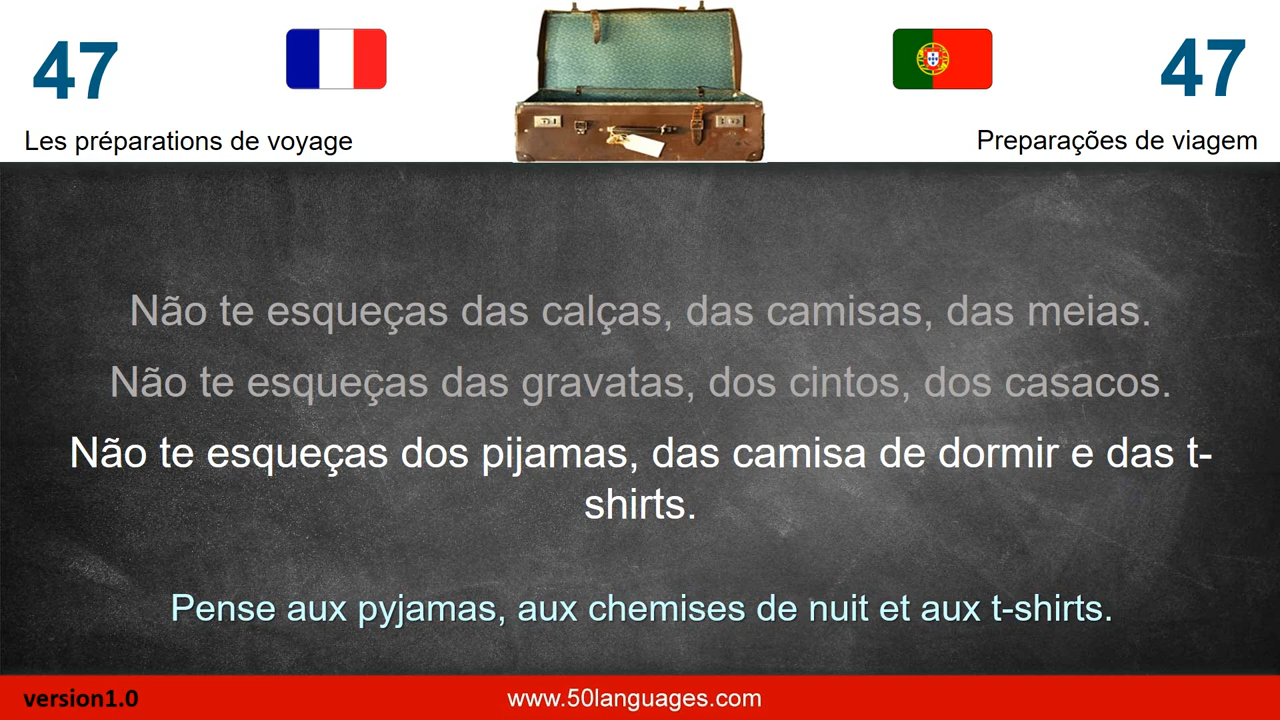 47
47
Les préparations de voyage
Preparações de viagem
Não te esqueças das calças, das camisas, das meias.
Não te esqueças das gravatas, dos cintos, dos casacos.
Não te esqueças dos pijamas, das camisa de dormir e das t-
shirts.
Pense aux pyjamas, aux chemises de nuit et aux t-shirts.
version1.0
www.50languages.com